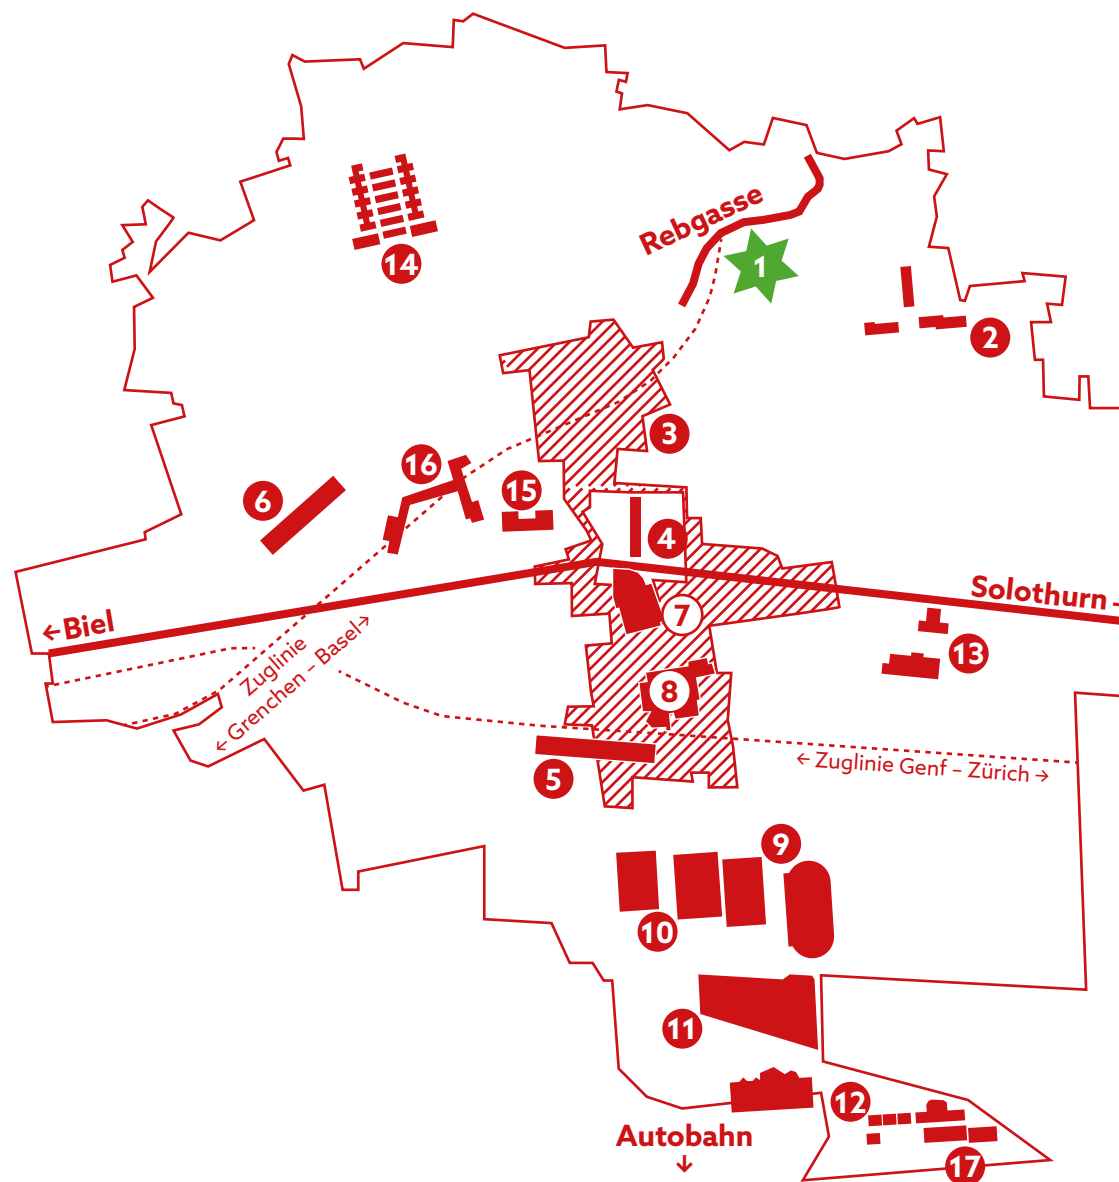 Rebgasse
1
14
2
3
16
15
6
4
Solothurn→
←Biel
7
13
Zuglinie
← Grenchen – Basel→
8
← Zuglinie Genf – Zürich →
5
9
10
11
12
Autobahn
↓
17